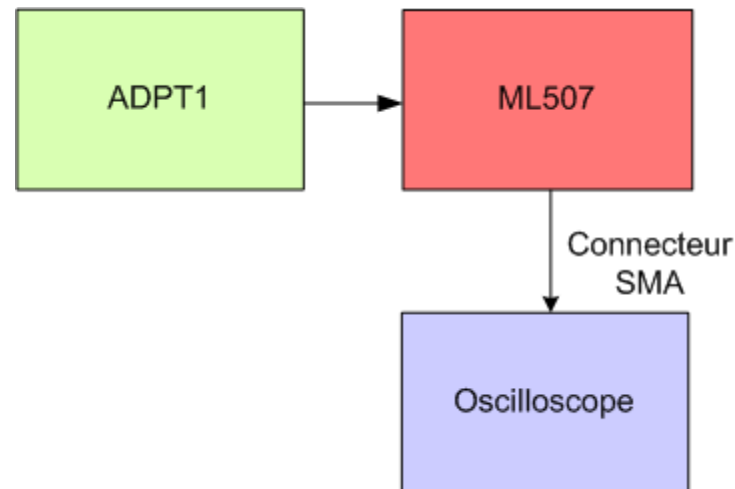 ADPT1
ML507
Connecteur
SMA
Oscilloscope